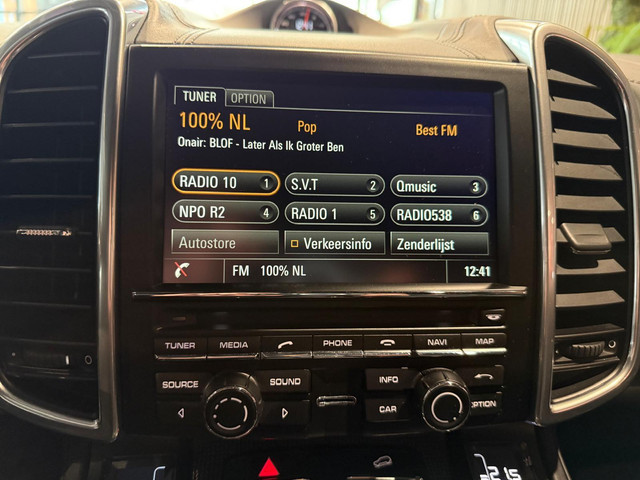 TUNER OPTION
100% NL Pop Best FM
Onair: BLOF - Later Als Ik Groter Ben
RADIO 10 1 S.V.T 2 Qmusic 3
NPO R2 4 RADIO 1 5 RADIO538 6
Autostore Verkeersinfo Zenderlijst
FM 100% NL 12:41
TUNER MEDIA PHONE NAVI MAP
SOURCE SOUND INFO
CAR OPTION
21.5